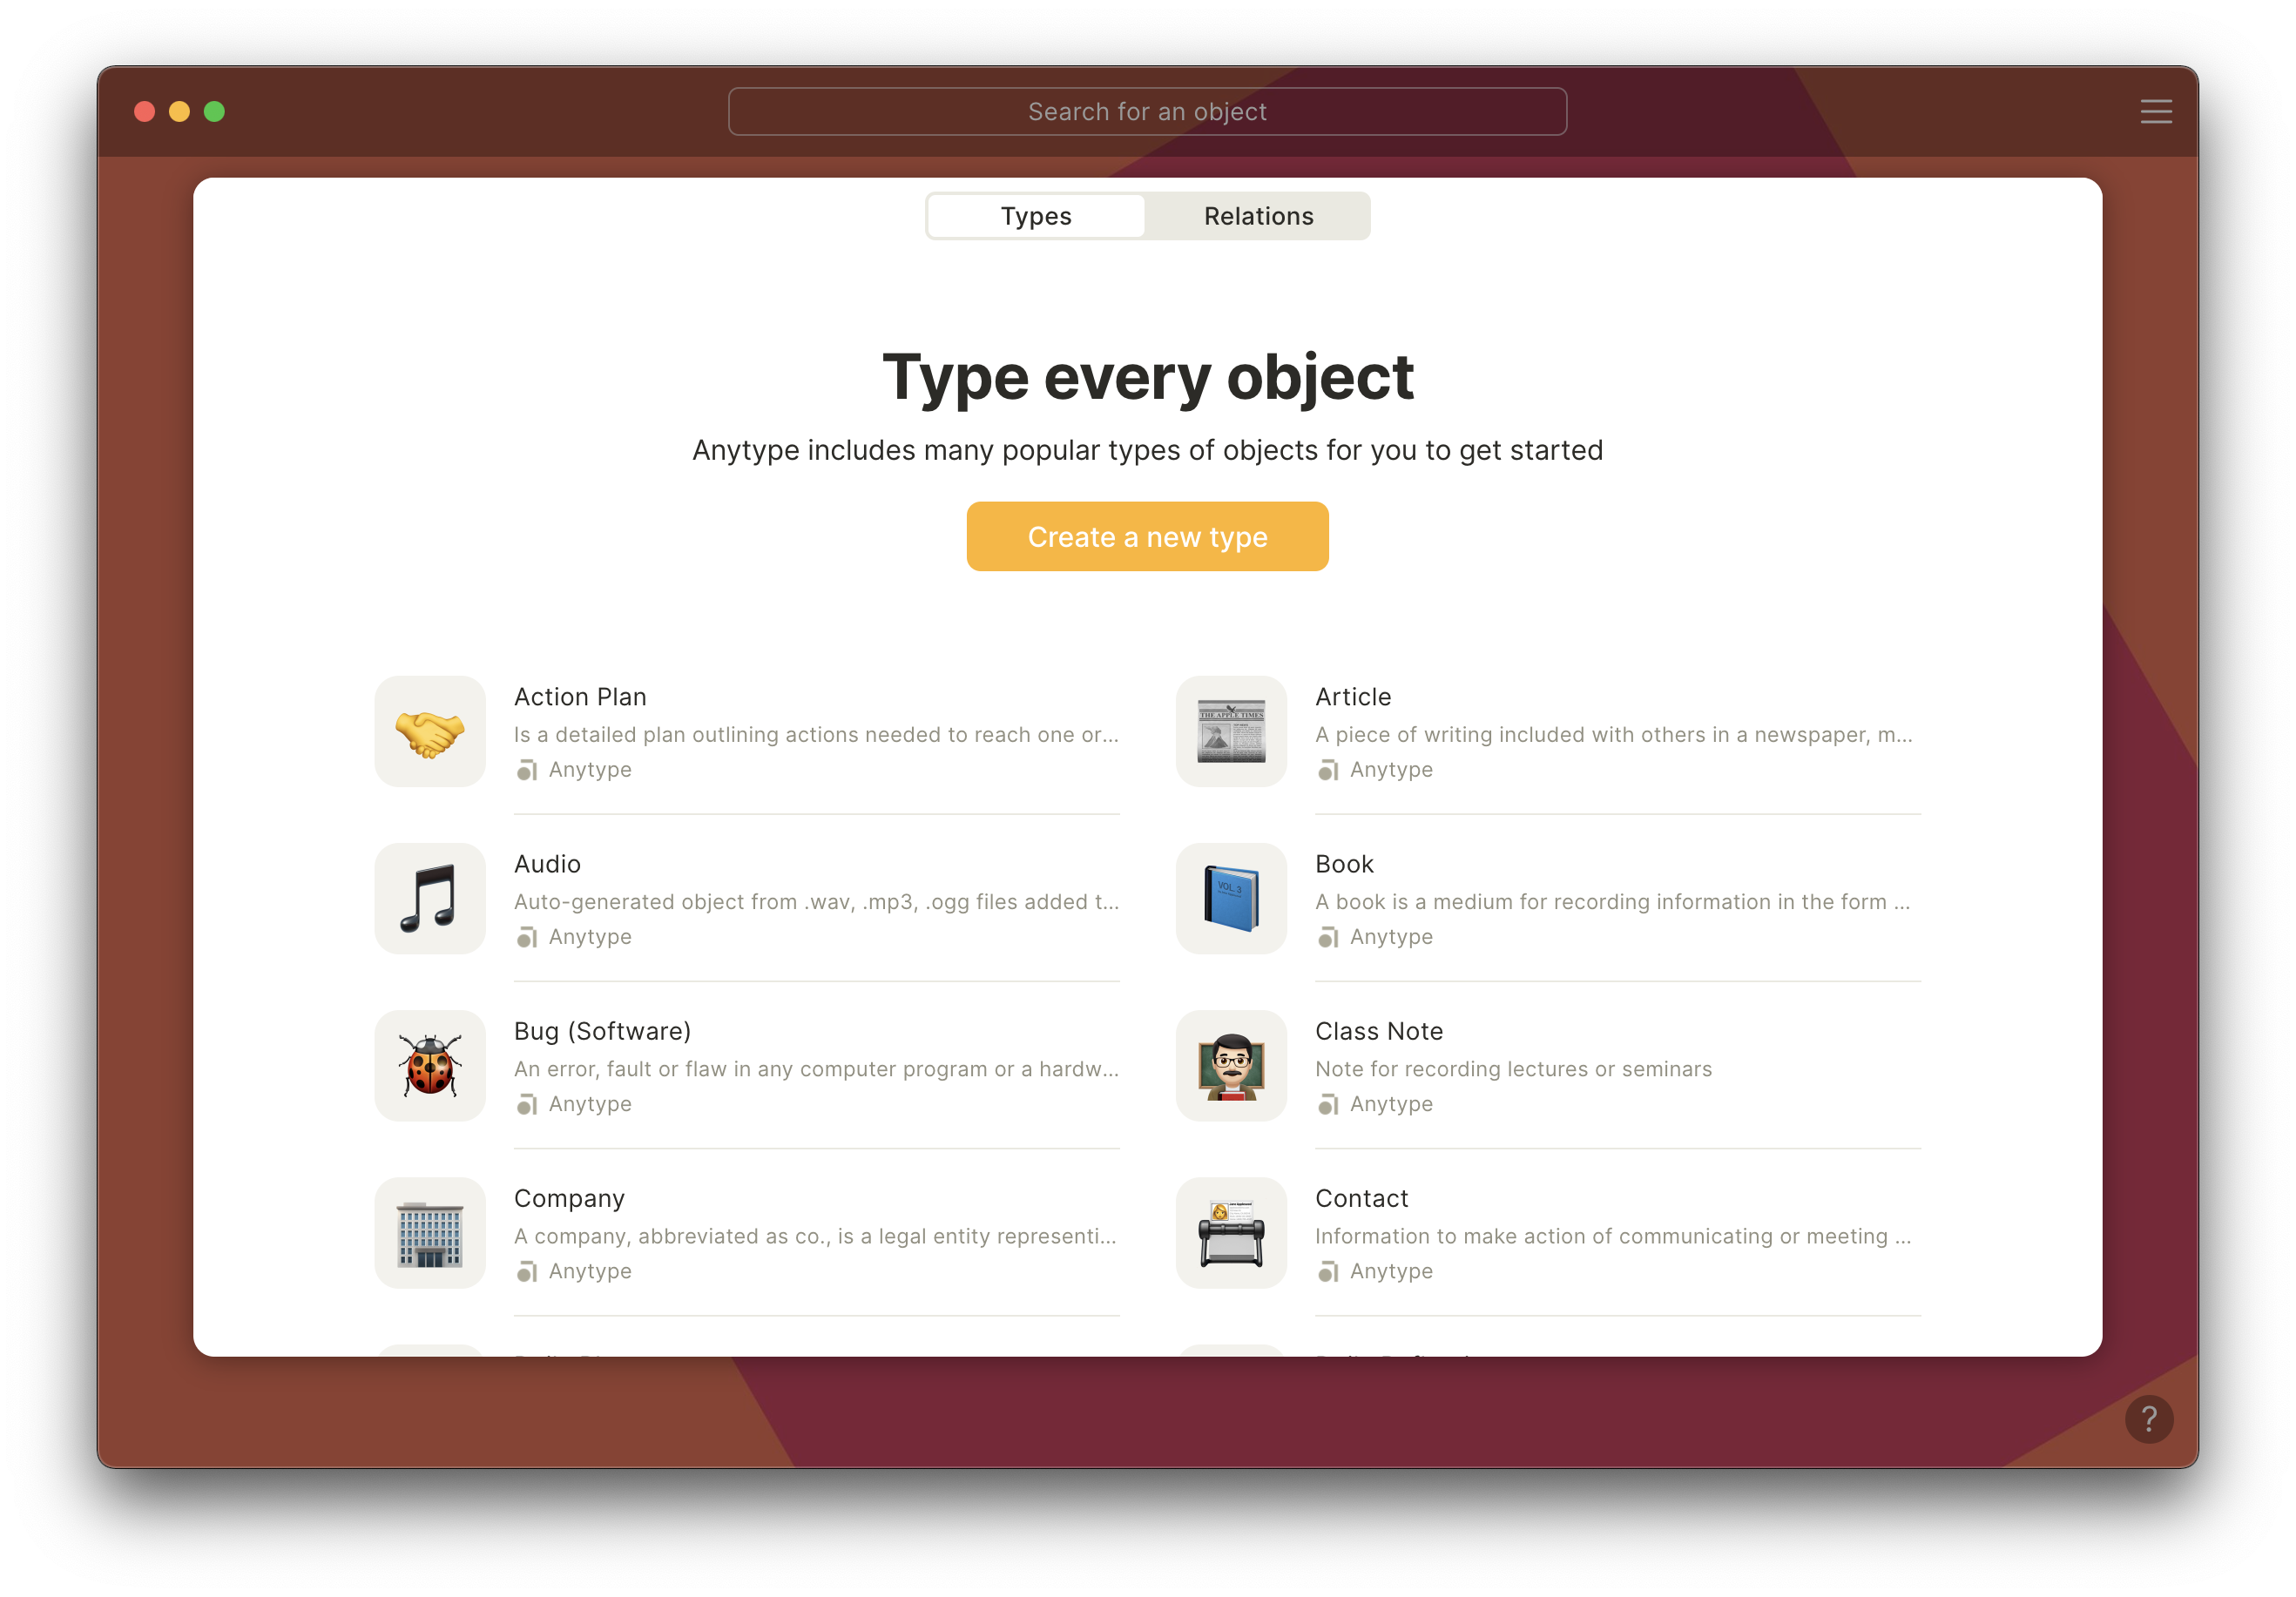 Search for an object
Types
Relations
Type every object
Anytype includes many popular types of objects for you to get started
Create a new type
Action Plan
Is a detailed plan outlining actions needed to reach one or...
Anytype
Article
A piece of writing included with others in a newspaper, m...
Anytype
Audio
Auto-generated object from .wav, .mp3, .ogg files added t...
Anytype
Book
A book is a medium for recording information in the form ...
Anytype
Bug (Software)
An error, fault or flaw in any computer program or a hardw...
Anytype
Class Note
Note for recording lectures or seminars
Anytype
Company
A company, abbreviated as co., is a legal entity representi...
Anytype
Contact
Information to make action of communicating or meeting ...
Anytype
THE APPLE TIMES
VOL. 3
?